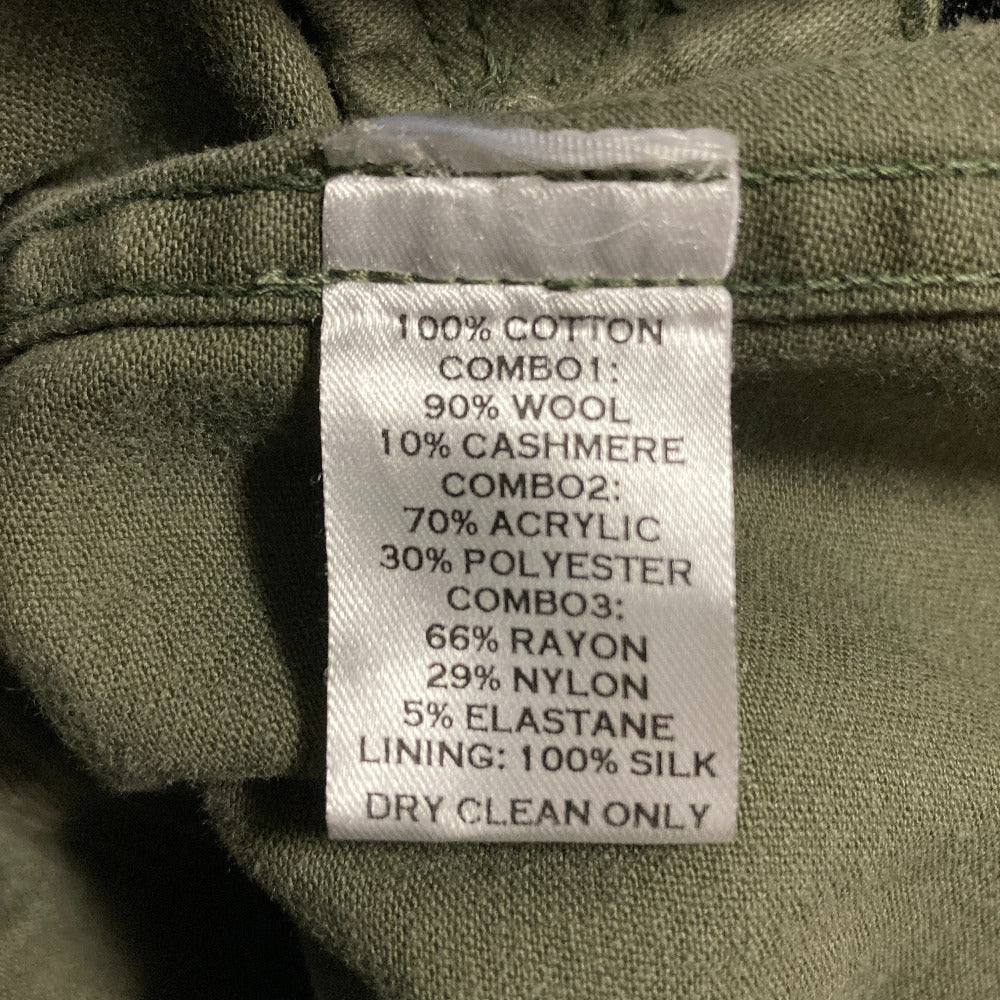 100% COTTON
COMBO1:
90% WOOL
10% CASHMERE
COMBO2:
70% ACRYLIC
30% POLYESTER
COMBO3:
66% RAYON
29% NYLON
5% ELASTANE
LINING: 100% SILK
DRY CLEAN ONLY